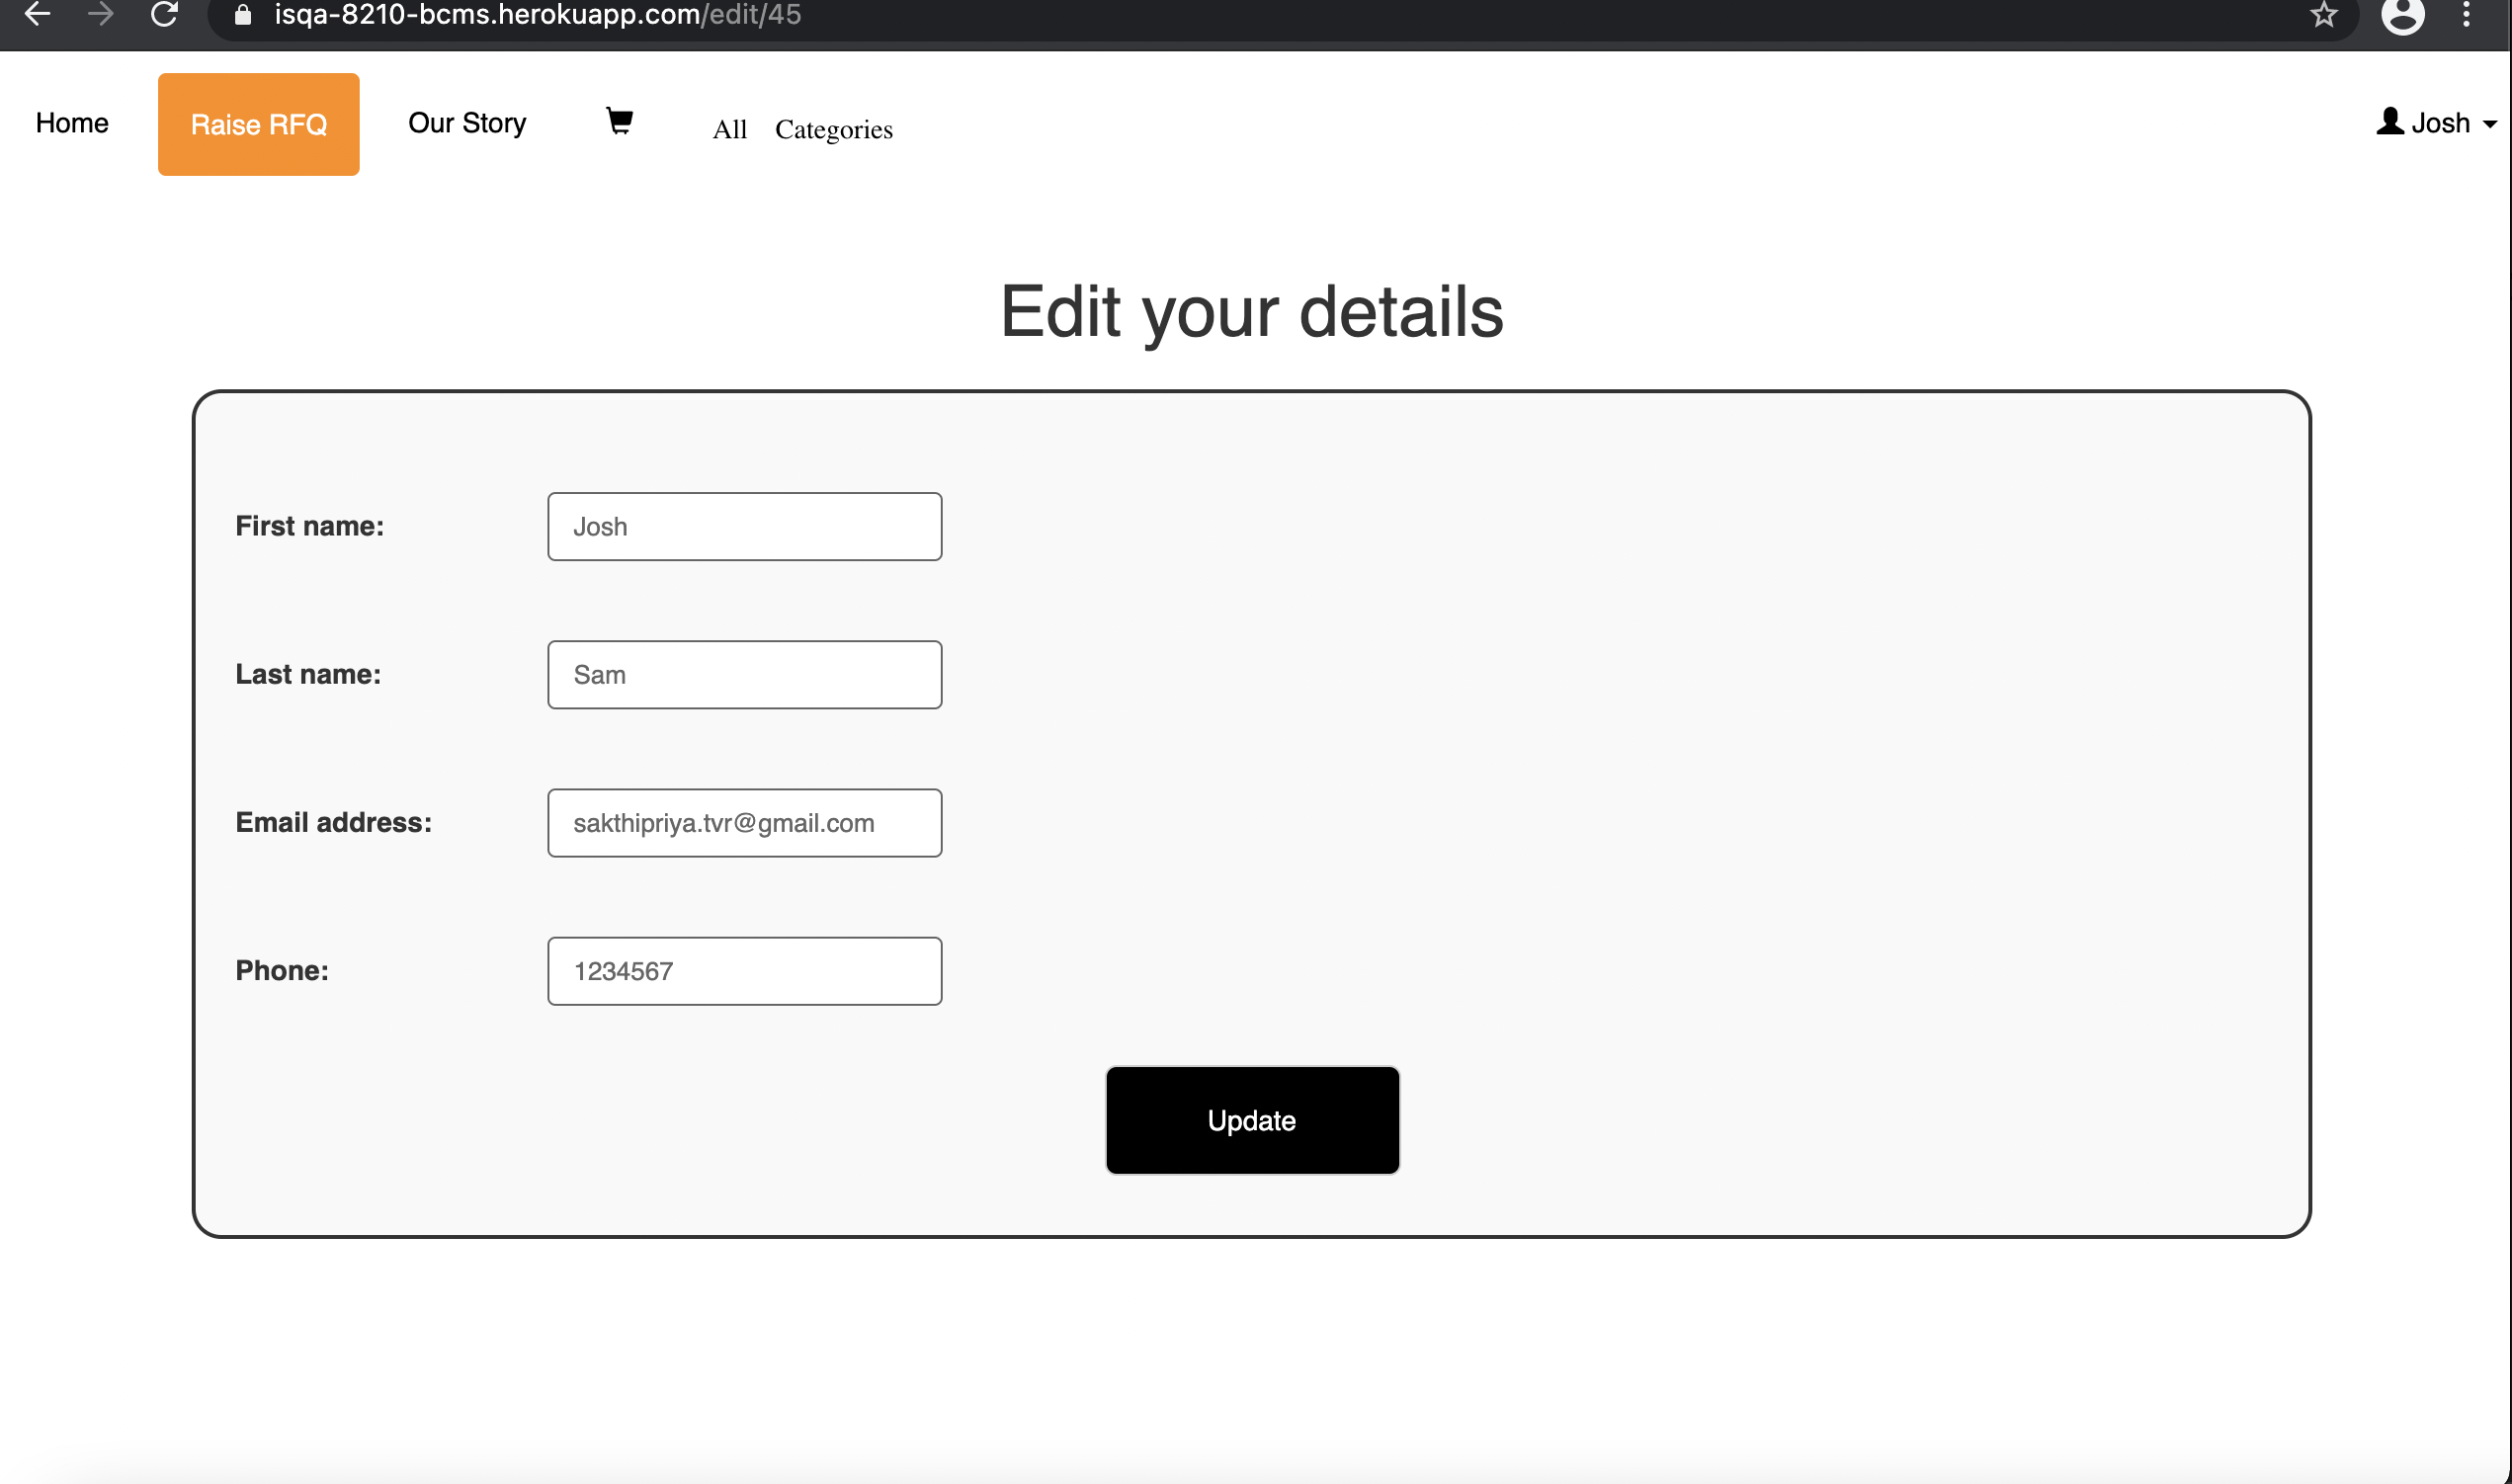 isqa-8210-bcms.herokuapp.com/edit/45
Home Raise RFQ Our Story All Categories Josh
Edit your details
First name: Josh
Last name: Sam
Email address: sakthipriya.tvr@gmail.com
Phone: 1234567
Update